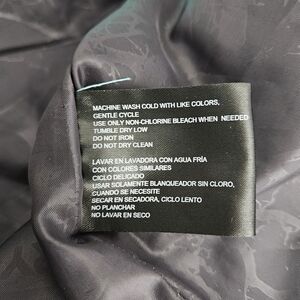 MACHINE WASH COLD WITH LIKE COLORS,
GENTLE CYCLE
USE ONLY NON-CHLORINE BLEACH WHEN NEEDED
TUMBLE DRY LOW
DO NOT IRON
DO NOT DRY CLEAN
LAVAR EN LAVADORA CON AGUA FRÍA
CON COLORES SIMILARES
CICLO DELICADO
USAR SOLAMENTE BLANQUEADOR SIN CLORO,
CUANDO SE NECESITE
SECAR EN SECADORA, CICLO LENTO
NO PLANCHAR
NO LAVAR EN SECO